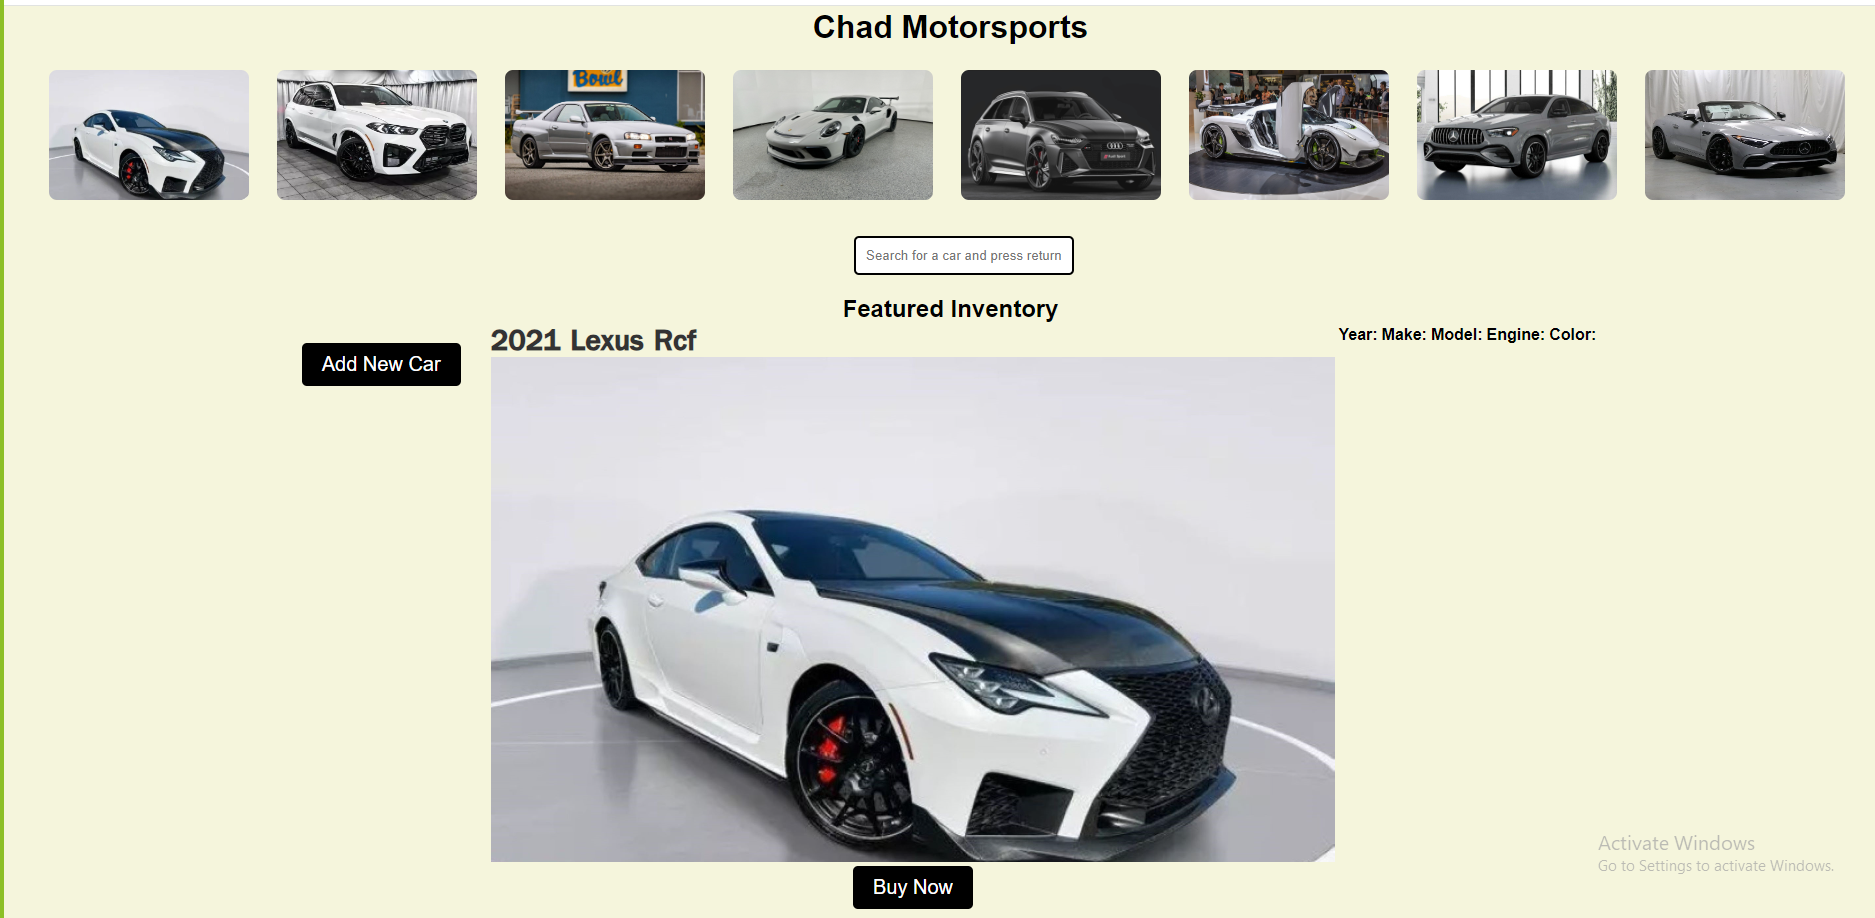 Chad Motorsports
Bowl
Search for a car and press return
Featured Inventory
2021 Lexus Rcf
Year: Make: Model: Engine: Color:
Add New Car
Buy Now
Activate Windows
Go to Settings to activate Windows.